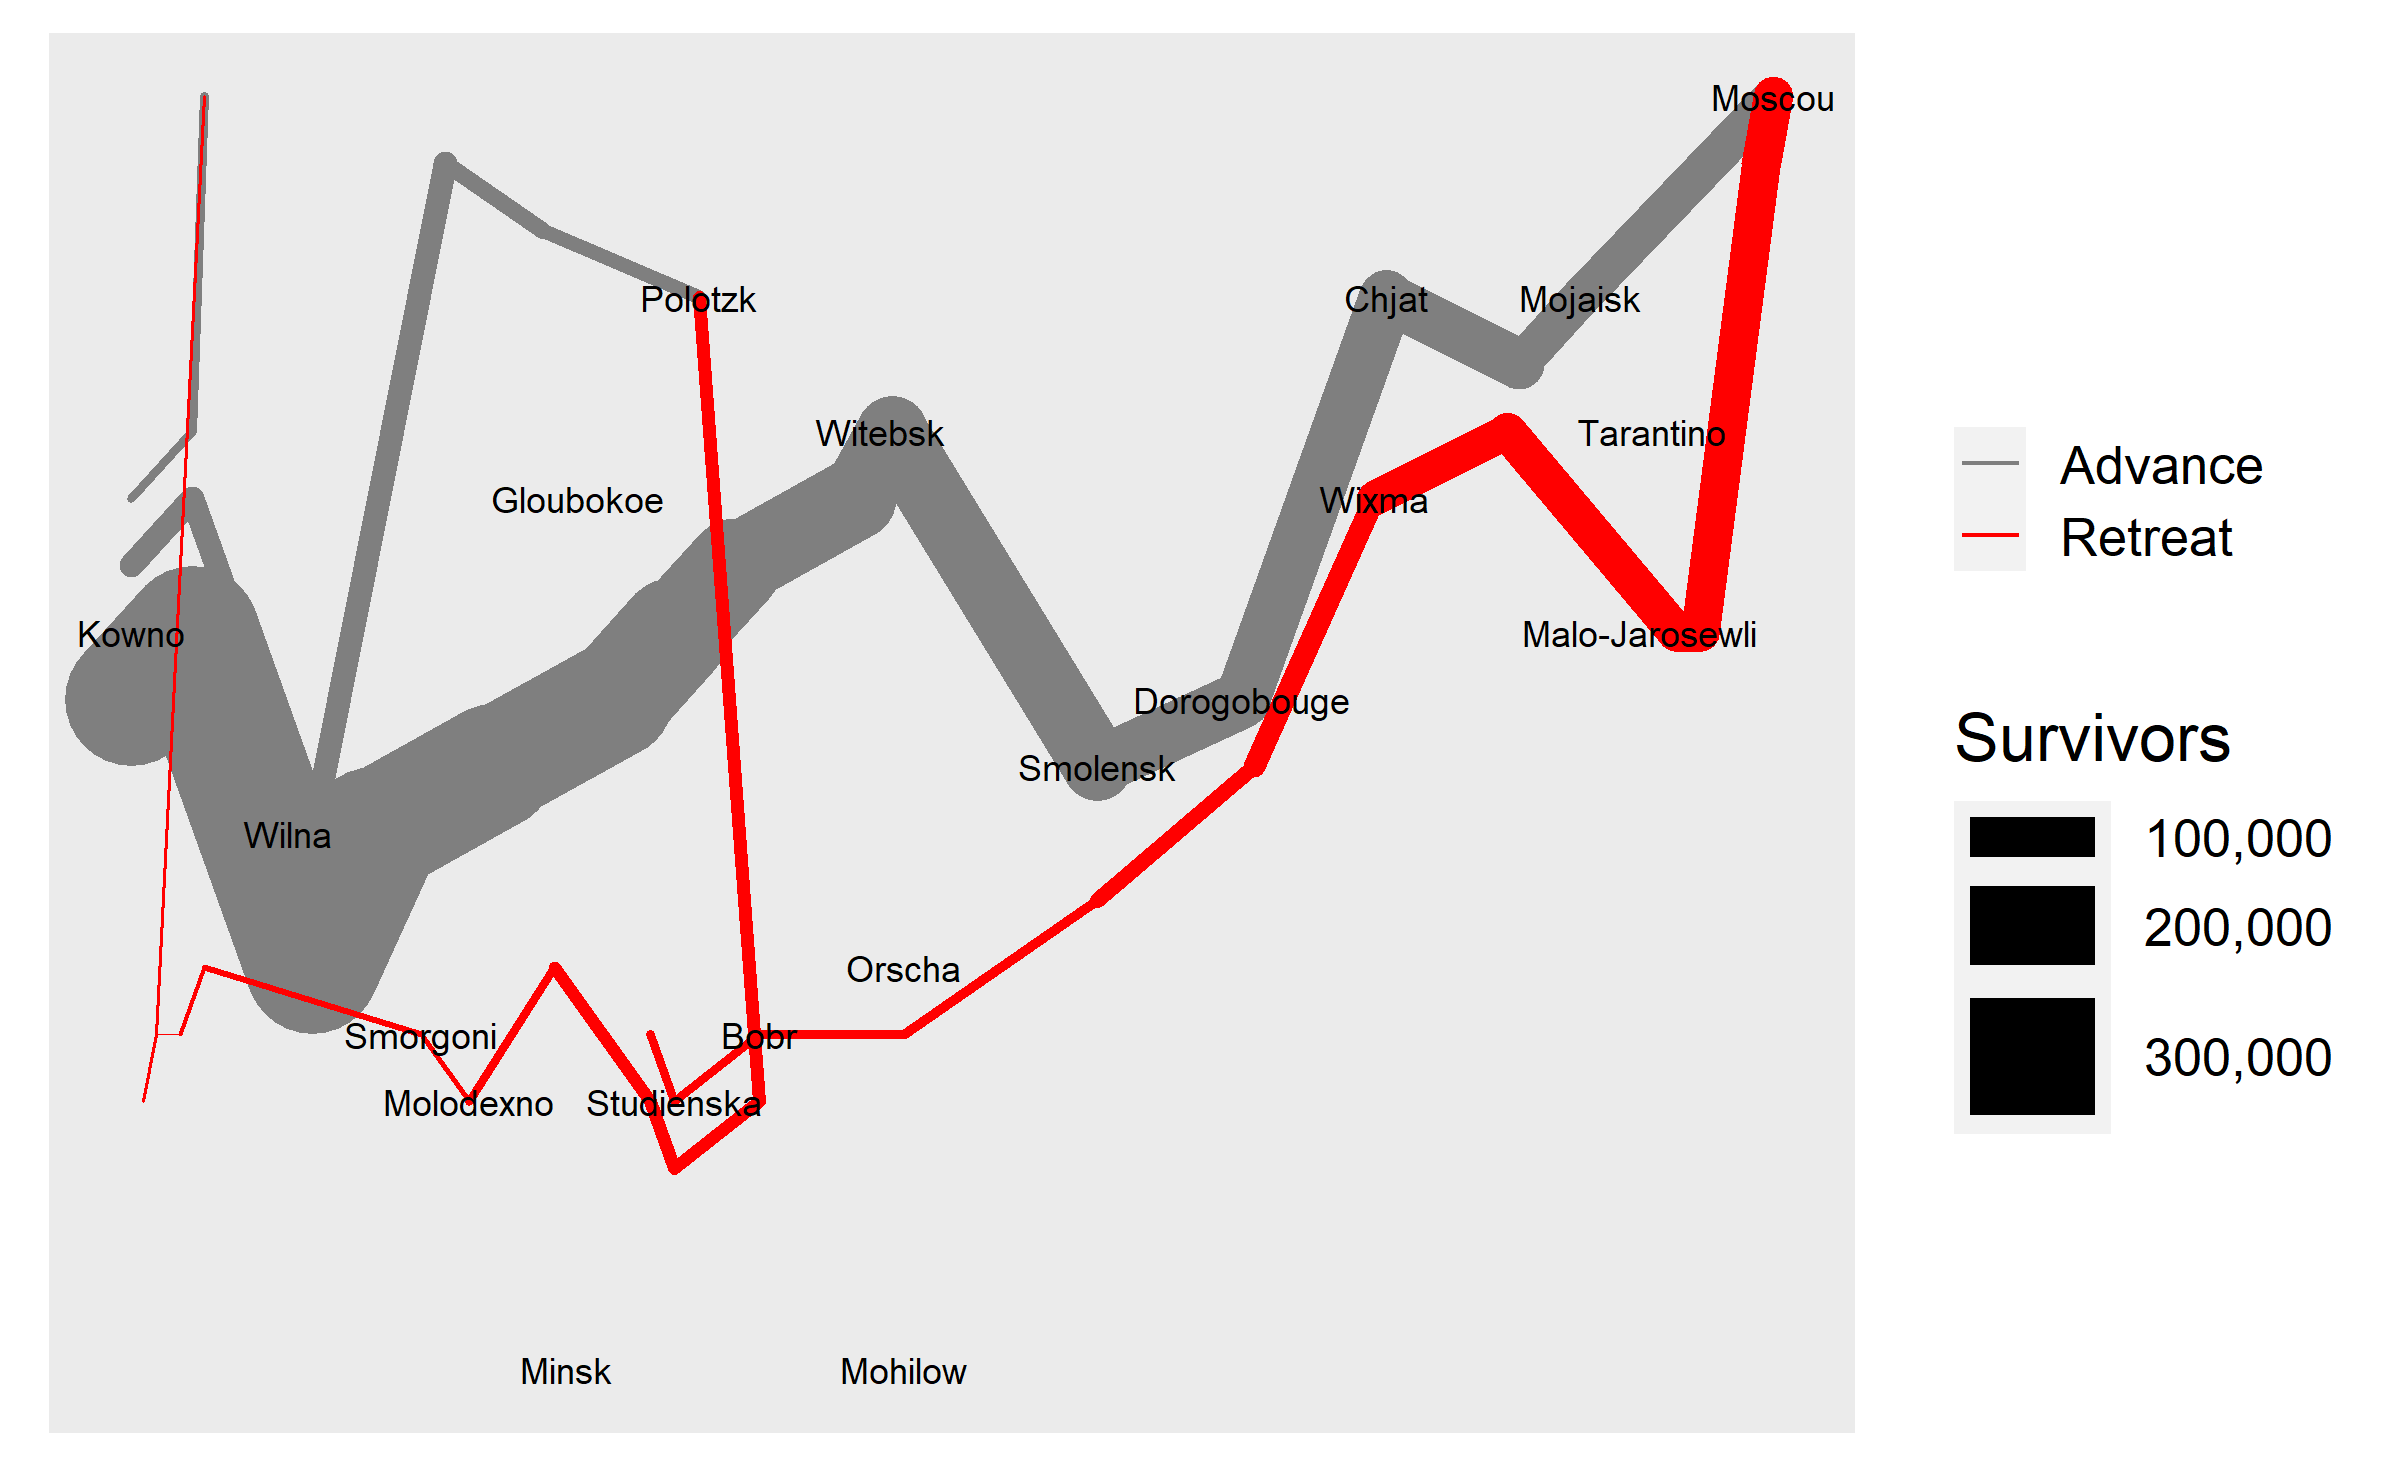 Moscou
Polotzk
Chjat
Mojaisk
Witebsk
Tarantino
Gloubokoe
Wixma
Kowno
Malo-Jarosewli
Dorogobouge
Smolensk
Wilna
Orscha
Smorgoni
Bobr
Molodexno
Studienska
Minsk
Mohilow
Advance
Retreat
Survivors
100,000
200,000
300,000